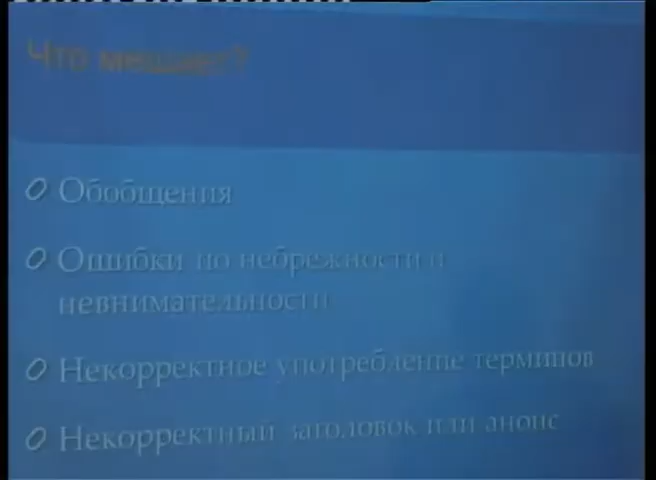 Что мешает?
Обобщения
Ошибки по небрежности и
невнимательности
Некорректное употребление терминов
Некорректный заголовок или анонс